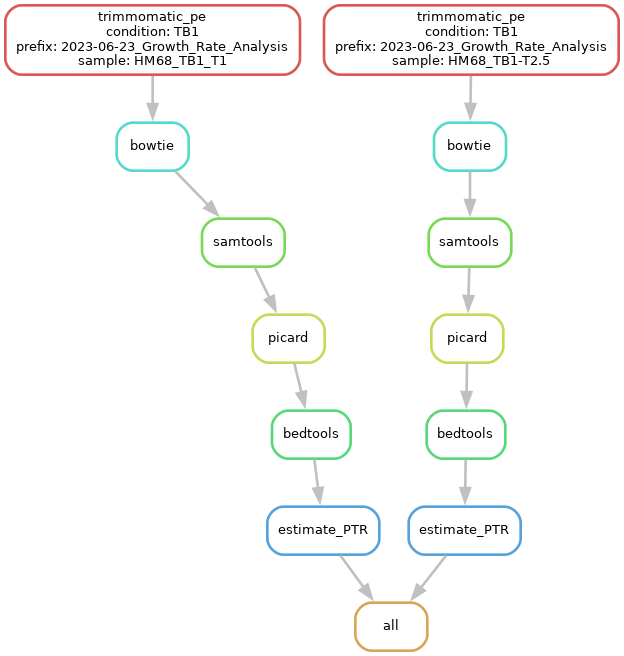 trimmomatic_pe
condition: TB1
prefix: 2023-06-23_Growth_Rate_Analysis
sample: HM68_TB1_T1
trimmomatic_pe
condition: TB1
prefix: 2023-06-23_Growth_Rate_Analysis
sample: HM68_TB1-T2.5
bowtie
bowtie
samtools
samtools
picard
picard
bedtools
bedtools
estimate_PTR
estimate_PTR
all